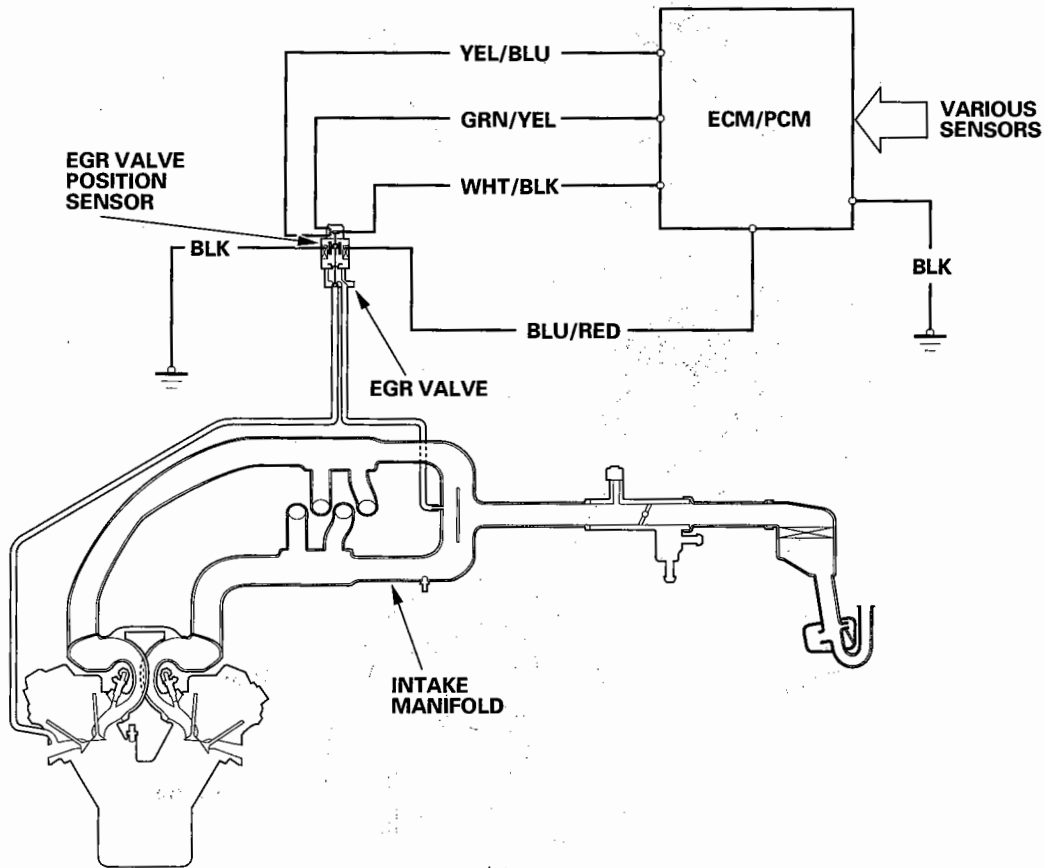 YEL/BLU
GRN/YEL
ECM/PCM
VARIOUS
SENSORS
EGR VALVE
POSITION
SENSOR
WHT/BLK
BLK
BLK
BLU/RED
EGR VALVE
INTAKE
MANIFOLD